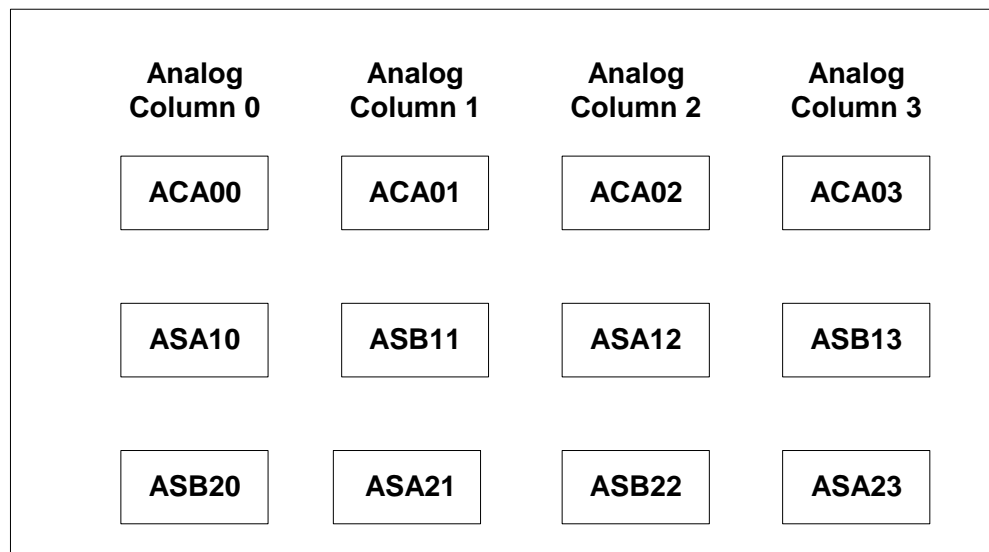 Analog Analog Analog Analog
Column 0 Column 1 Column 2 Column 3
ACA00 ACA01 ACA02 ACA03
ASA10 ASB11 ASA12 ASB13
ASB20 ASA21 ASB22 ASA23